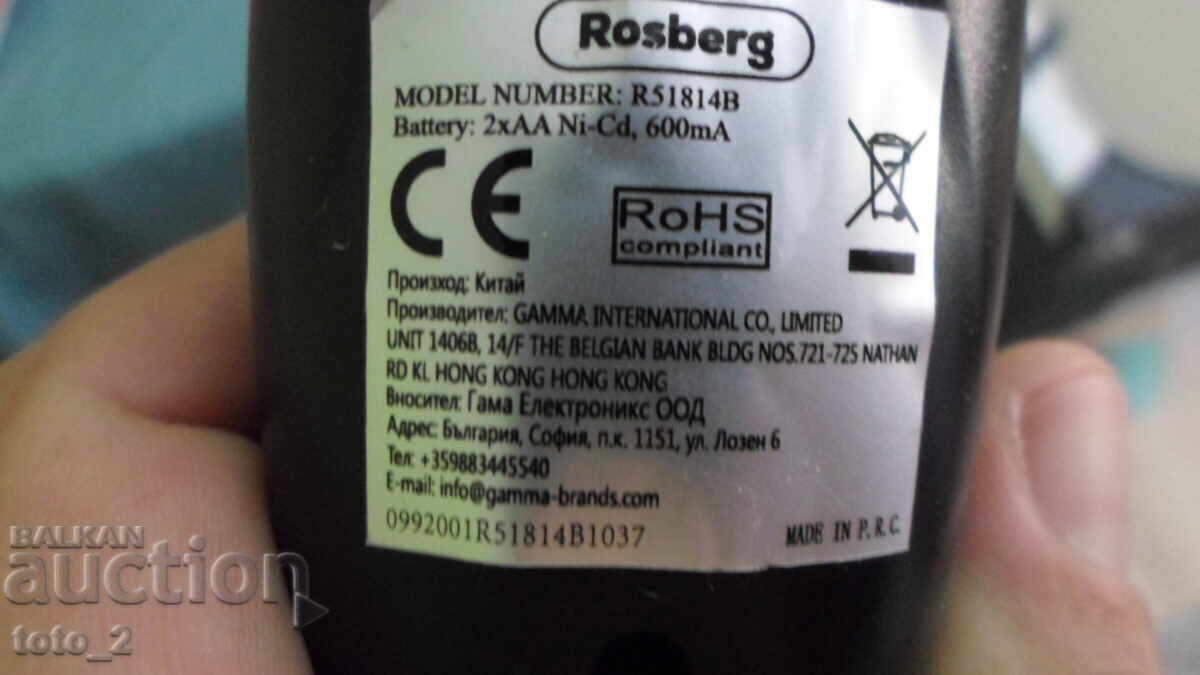 Rosberg
MODEL NUMBER: R51814B
Battery: 2xAA Ni-Cd, 600mA
CE
RoHS
compliant
Произход: Китай
Производител: GAMMA INTERNATIONAL CO., LIMITED
UNIT 1406B, 14/F THE BELGIAN BANK BLDG NOS.721-725 NATHAN
RD KL HONG KONG HONG KONG
Вносител: Гама Електроникс ООД
Адрес: България, София, п.к. 1151, ул. Лозен 6
Тел: +359883445540
E-mail: info@gamma-brands.com
0992001R51814B1037
MADE IN P.R.C.
BALKAN
auction
toto_2